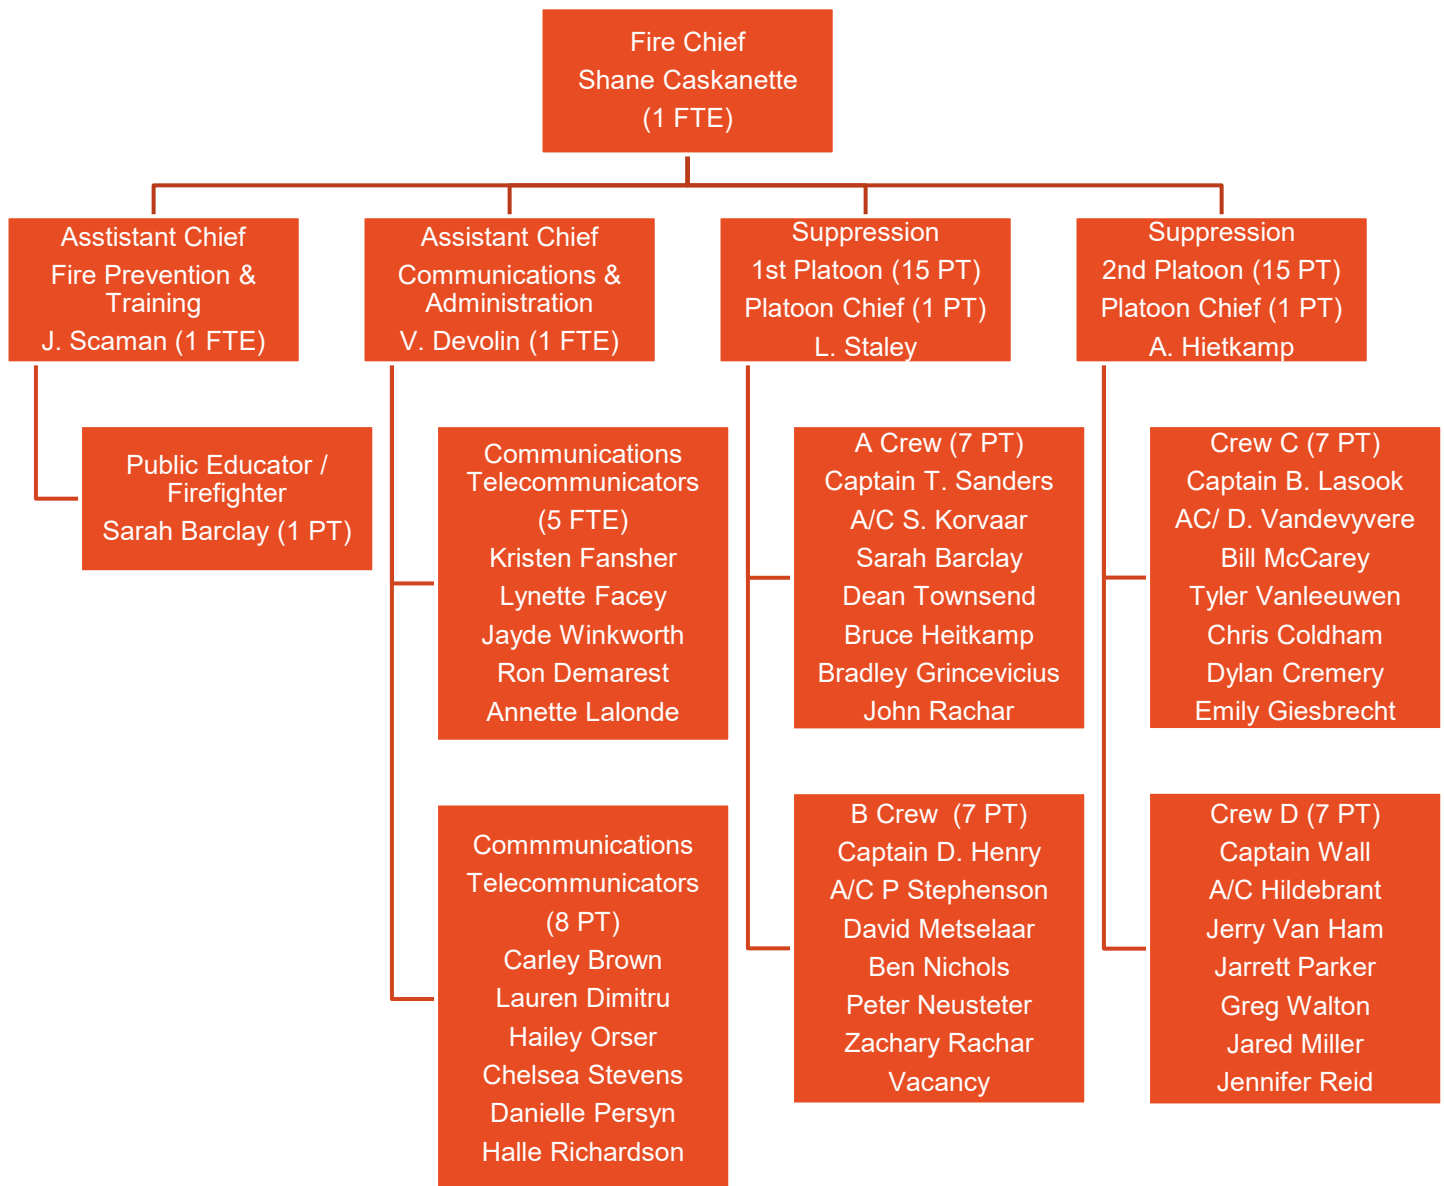 Fire Chief
Shane Caskanette
(1 FTE)
Asstistant Chief
Fire Prevention &
Training
J. Scaman (1 FTE)
Assistant Chief
Communications &
Administration
V. Devolin (1 FTE)
Suppression
1st Platoon (15 PT)
Platoon Chief (1 PT)
L. Staley
Suppression
2nd Platoon (15 PT)
Platoon Chief (1 PT)
A. Hietkamp
Public Educator /
Firefighter
Sarah Barclay (1 PT)
Communications
Telecommunicators
(5 FTE)
Kristen Fansher
Lynette Facey
Jayde Winkworth
Ron Demarest
Annette Lalonde
A Crew (7 PT)
Captain T. Sanders
A/C S. Korvaar
Sarah Barclay
Dean Townsend
Bruce Heitkamp
Bradley Grincevicius
John Rachar
Crew C (7 PT)
Captain B. Lasook
AC/ D. Vandevyvere
Bill McCarey
Tyler Vanleeuwen
Chris Coldham
Dylan Cremery
Emily Giesbrecht
Commmunications
Telecommunicators
(8 PT)
Carley Brown
Lauren Dimitru
Hailey Orser
Chelsea Stevens
Danielle Persyn
Halle Richardson
B Crew  (7 PT)
Captain D. Henry
A/C P Stephenson
David Metselaar
Ben Nichols
Peter Neusteter
Zachary Rachar
Vacancy
Crew D (7 PT)
Captain Wall
A/C Hildebrant
Jerry Van Ham
Jarrett Parker
Greg Walton
Jared Miller
Jennifer Reid